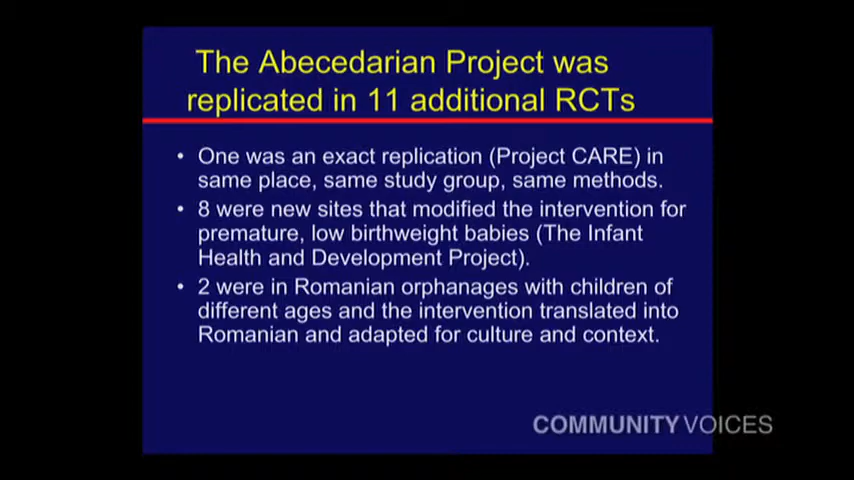 The Abecedarian Project was
replicated in 11 additional RCTs
• One was an exact replication (Project CARE) in
same place, same study group, same methods.
• 8 were new sites that modified the intervention for
premature, low birthweight babies (The Infant
Health and Development Project).
• 2 were in Romanian orphanages with children of
different ages and the intervention translated into
Romanian and adapted for culture and context.
COMMUNITY VOICES